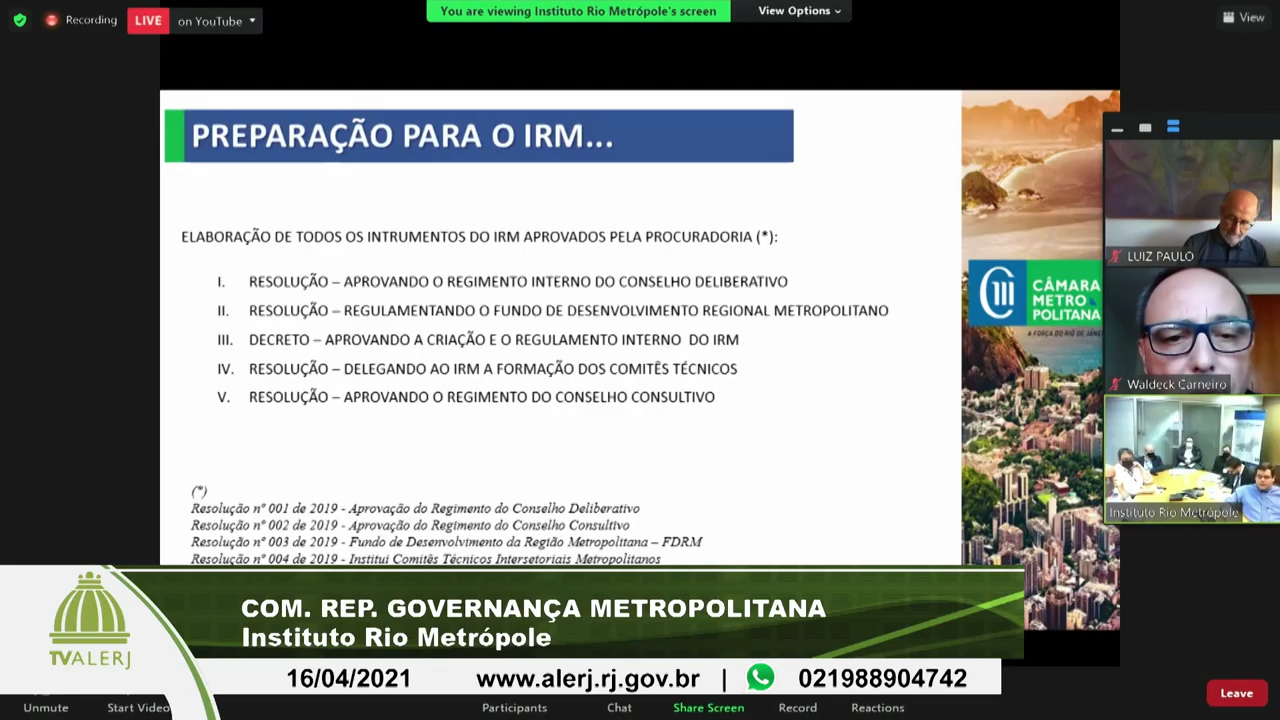 Recording
LIVE on YouTube
You are viewing Instituto Rio Metrópole's screen
View Options
View
PREPARAÇÃO PARA O IRM...
ELABORAÇÃO DE TODOS OS INTRUMENTOS DO IRM APROVADOS PELA PROCURADORIA (*):
I. RESOLUÇÃO – APROVANDO O REGIMENTO INTERNO DO CONSELHO DELIBERATIVO
II. RESOLUÇÃO – REGULAMENTANDO O FUNDO DE DESENVOLVIMENTO REGIONAL METROPOLITANO
III. DECRETO – APROVANDO A CRIAÇÃO E O REGULAMENTO INTERNO DO IRM
IV. RESOLUÇÃO – DELEGANDO AO IRM A FORMAÇÃO DOS COMITÊS TÉCNICOS
V. RESOLUÇÃO – APROVANDO O REGIMENTO DO CONSELHO CONSULTIVO
(*)
Resolução nº 001 de 2019 - Aprovação do Regimento do Conselho Deliberativo
Resolução nº 002 de 2019 - Aprovação do Regimento do Conselho Consultivo
Resolução nº 003 de 2019 - Fundo de Desenvolvimento da Região Metropolitana – FDRM
Resolução nº 004 de 2019 - Institui Comitês Técnicos Intersetoriais Metropolitanos
CÂMARA
METRO
POLITANA
A FORÇA DO RIO DE JANE
LUIZ PAULO
Waldeck Carneiro
Instituto Rio Metrópole
COM. REP. GOVERNANÇA METROPOLITANA
Instituto Rio Metrópole
TVALERJ
16/04/2021 www.alerj.rj.gov.br | 021988904742
Unmute
Start Video
Participants
Chat
Share Screen
Record
Reactions
Leave